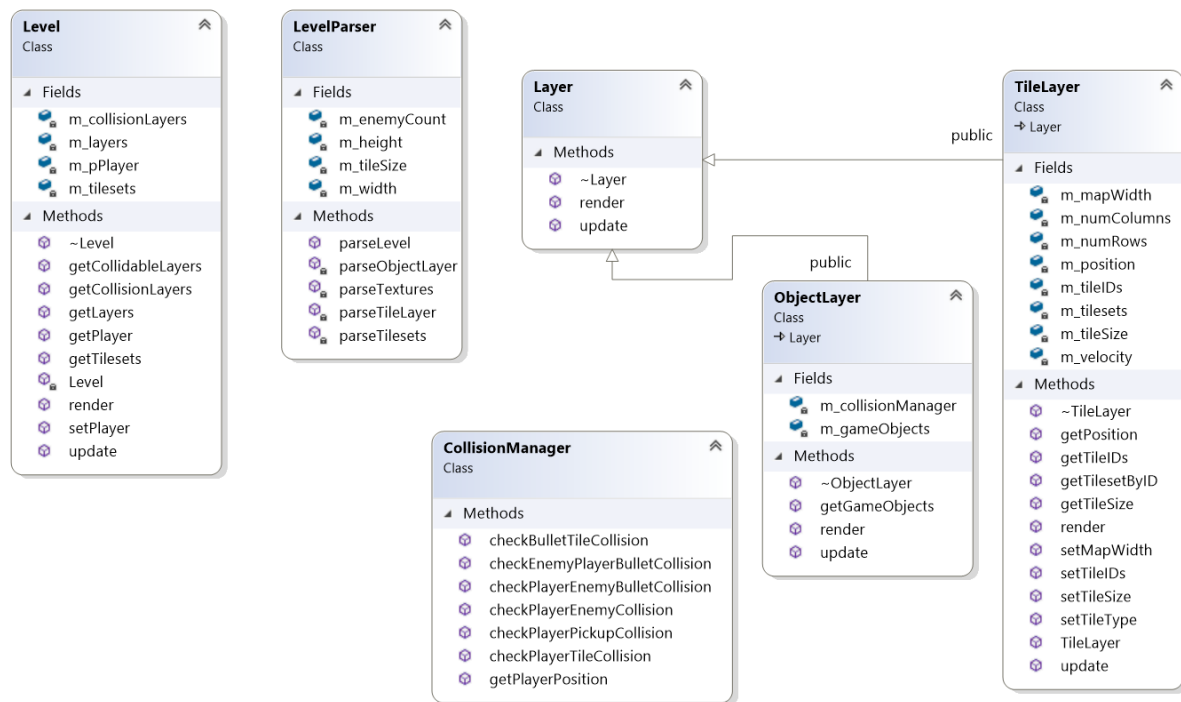 Level
Class
Fields
m_collisionLayers
m_layers
m_pPlayer
m_tilesets
Methods
~Level
getCollidableLayers
getCollisionLayers
getLayers
getPlayer
getTilesets
Level
render
setPlayer
update
LevelParser
Class
Fields
m_enemyCount
m_height
m_tileSize
m_width
Methods
parseLevel
parseObjectLayer
parseTextures
parseTileLayer
parseTilesets
Layer
Class
Methods
~Layer
render
update
public
public
CollisionManager
Class
Methods
checkBulletTileCollision
checkEnemyPlayerBulletCollision
checkPlayerEnemyBulletCollision
checkPlayerEnemyCollision
checkPlayerPickupCollision
checkPlayerTileCollision
getPlayerPosition
ObjectLayer
Class
Layer
Fields
m_collisionManager
m_gameObjects
Methods
~ObjectLayer
getGameObjects
render
update
TileLayer
Class
Layer
Fields
m_mapWidth
m_numColumns
m_numRows
m_position
m_tileIDs
m_tilesets
m_tileSize
m_velocity
Methods
~TileLayer
getPosition
getTileIDs
getTilesetByID
getTileSize
render
setMapWidth
setTileIDs
setTileSize
setTileType
TileLayer
update